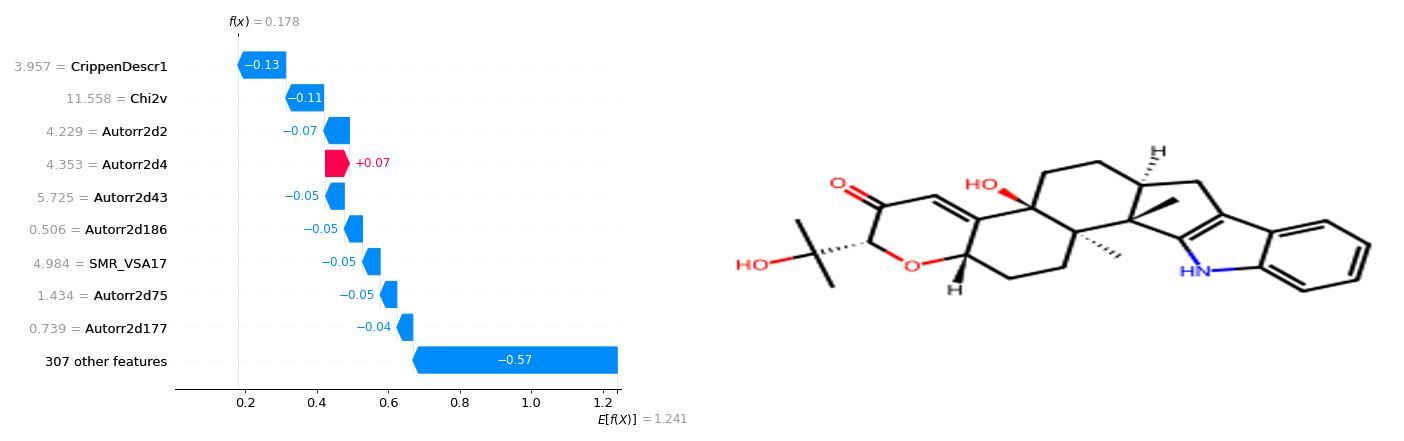 f(x) = 0.178
3.957 = CrippenDescr1
−0.13
11.558 = Chi2v
−0.11
4.229 = Autorr2d2
−0.07
4.353 = Autorr2d4
+0.07
5.725 = Autorr2d43
−0.05
0.506 = Autorr2d186
−0.05
4.984 = SMR_VSA17
−0.05
1.434 = Autorr2d75
−0.05
0.739 = Autorr2d177
−0.04
307 other features
−0.57
0.2 0.4 0.6 0.8 1.0 1.2
E[f(X)] = 1.241
H
O
HO
HO
O
H
HN